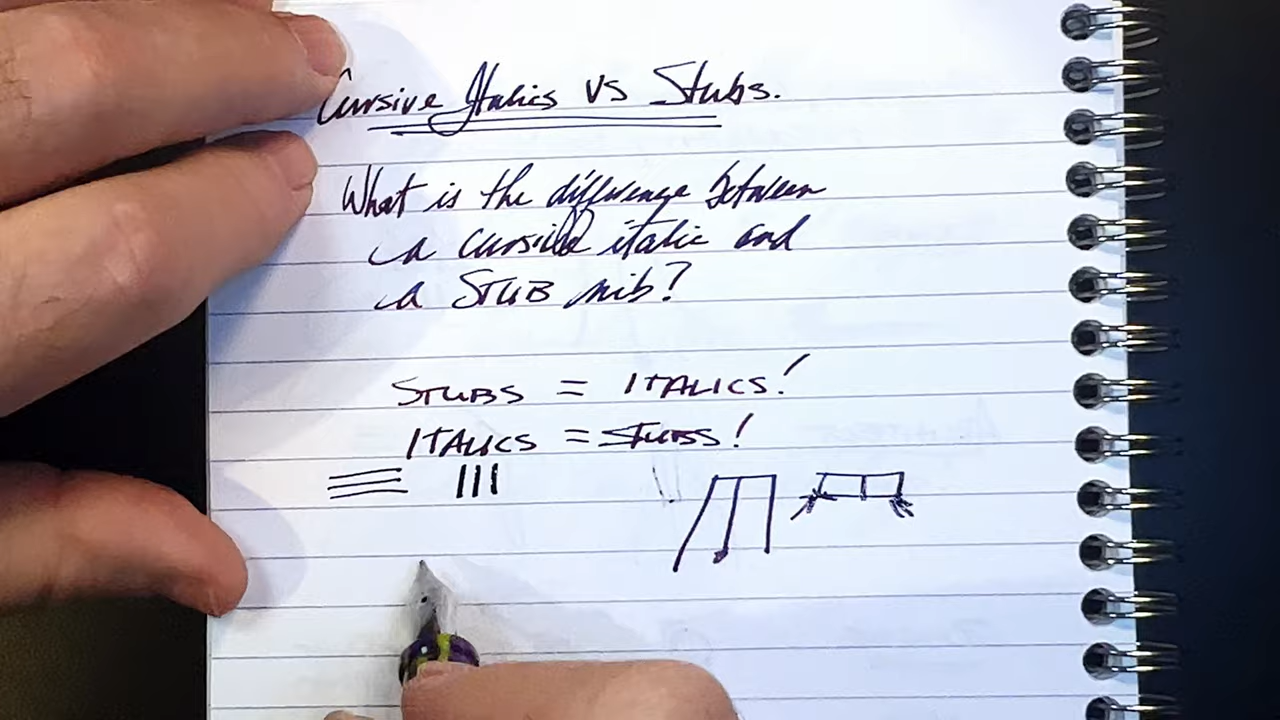 Cursive Italics vs Stubs.
What is the difference between
a cursive italic and
a STUB nib?
STUBS = ITALICS!
ITALICS = STUBS!